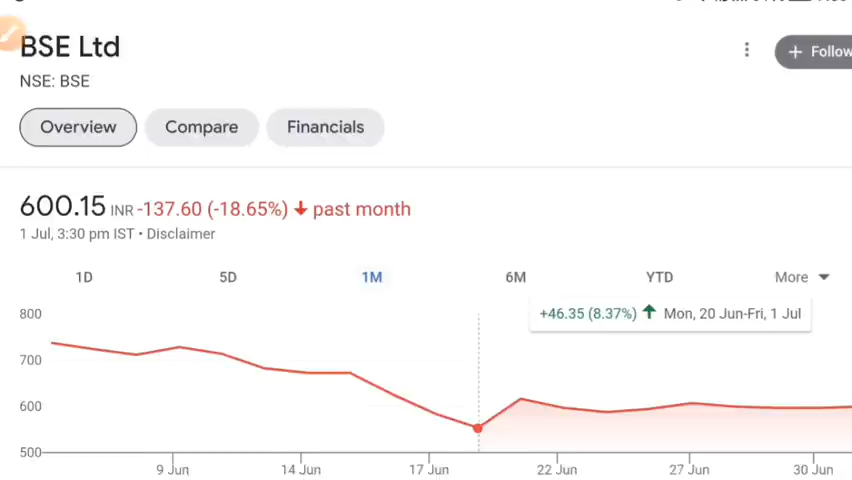 BSE Ltd
+ Follow
NSE: BSE
Overview
Compare
Financials
600.15 INR -137.60 (-18.65%) past month
1 Jul, 3:30 pm IST • Disclaimer
1D
5D
1M
6M
YTD
More
+46.35 (8.37%) Mon, 20 Jun-Fri, 1 Jul
800
700
600
500
9 Jun
14 Jun
17 Jun
22 Jun
27 Jun
30 Jun